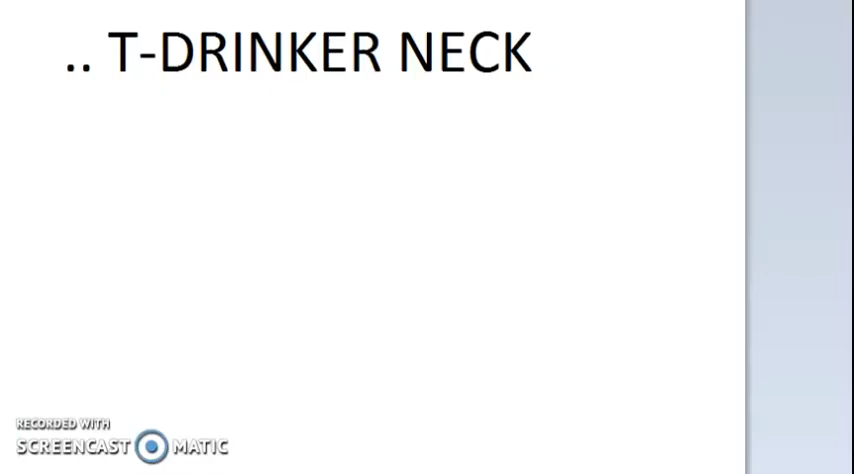 .. T-DRINKER NECK
RECORDED WITH
SCREENCAST MATIC